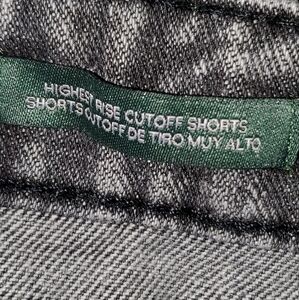 HIGHEST RISE CUTOFF SHORTS
SHORTS CUTOFF DE TIRO MUY ALTO